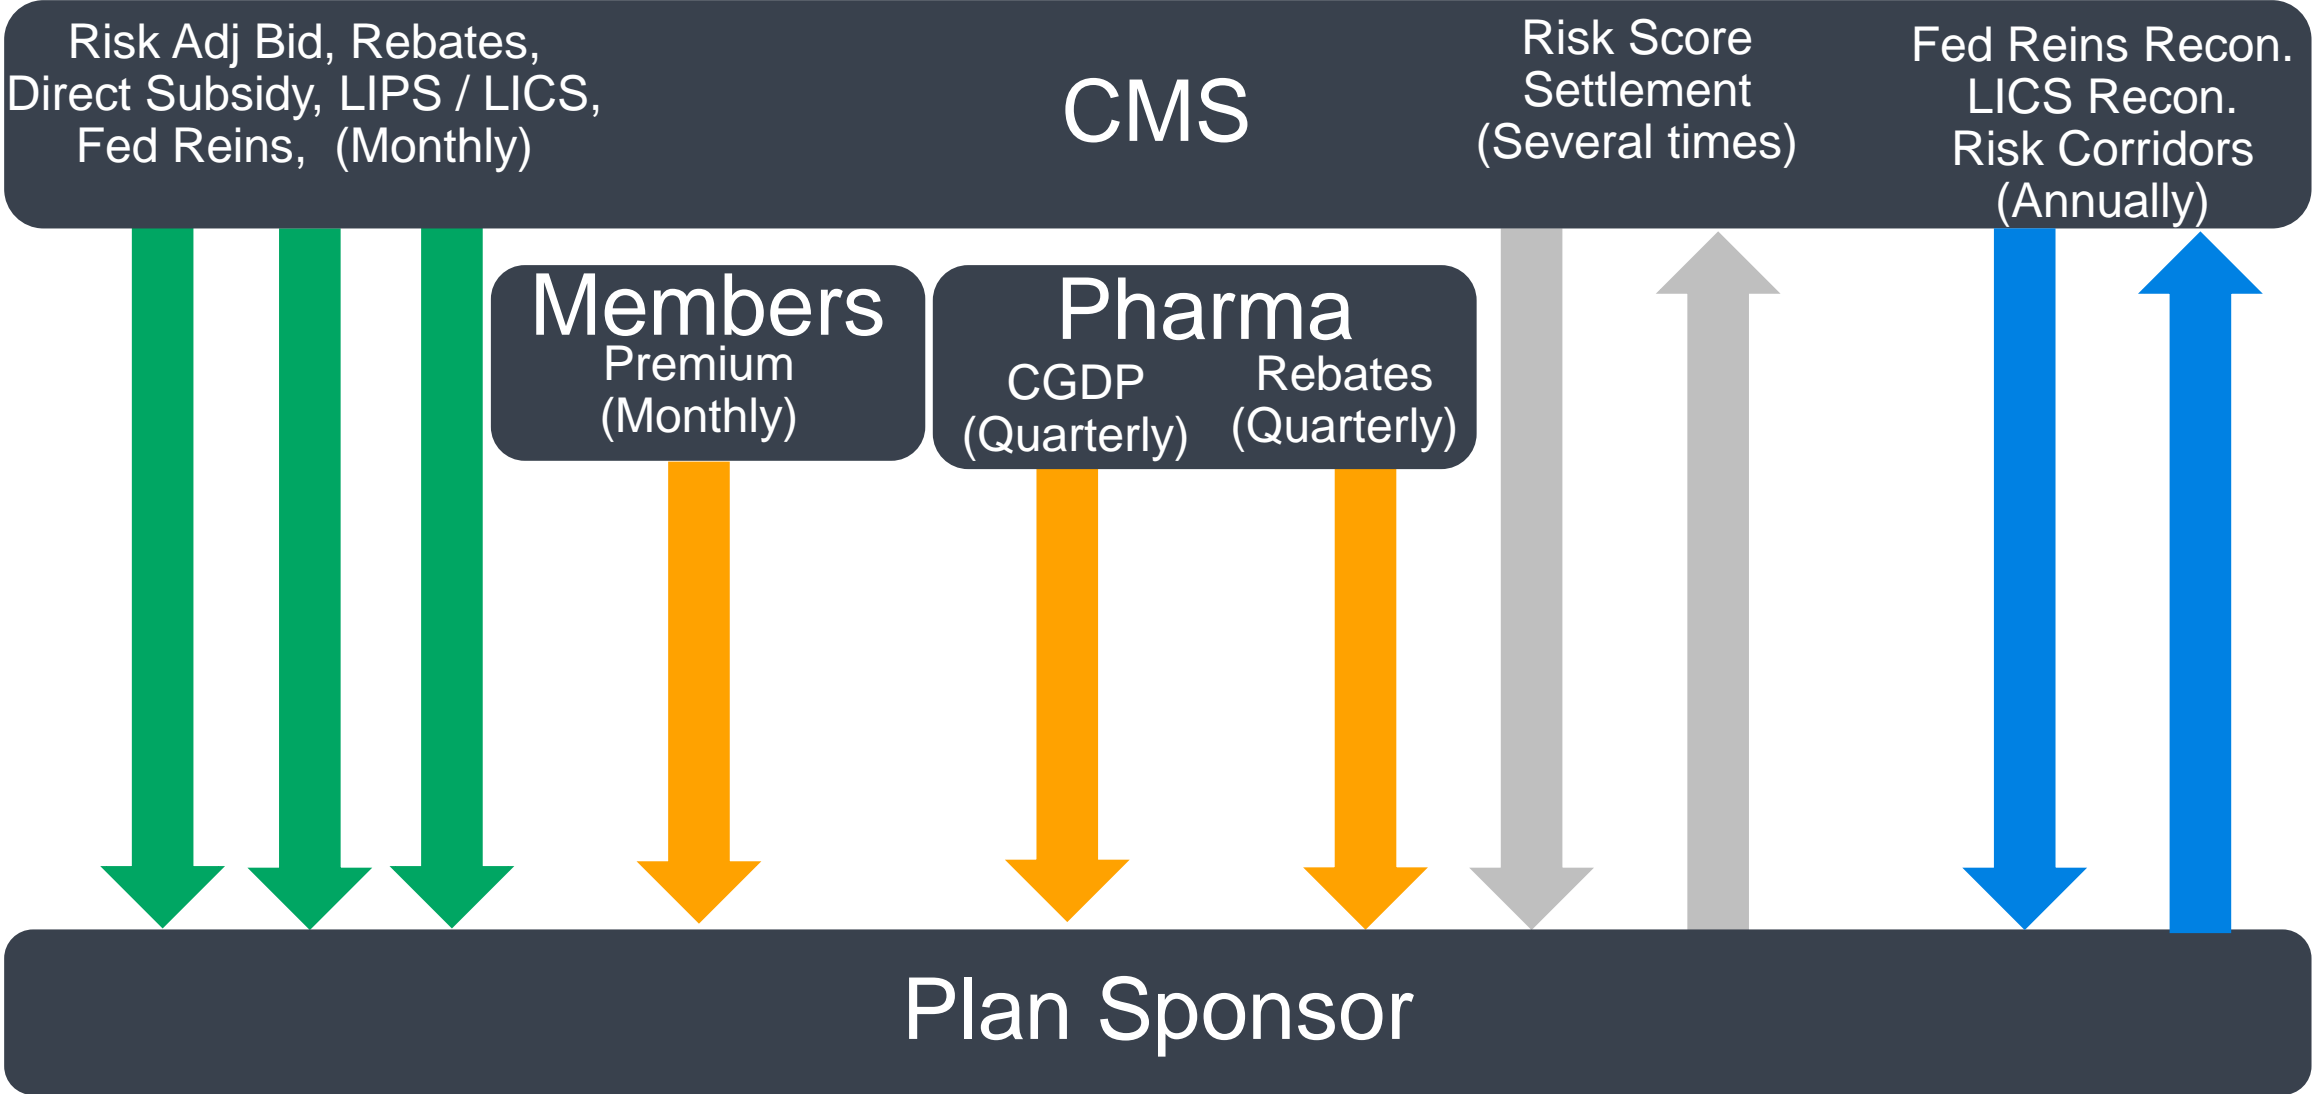 Risk Adj Bid, Rebates,
Direct Subsidy, LIPS / LICS,
Fed Reins,  (Monthly)
CMS
Risk Score
Settlement
(Several times)
Fed Reins Recon.
LICS Recon.
Risk Corridors
(Annually)
Members
Premium
(Monthly)
Pharma
CGDP
(Quarterly)
Rebates
(Quarterly)
Plan Sponsor